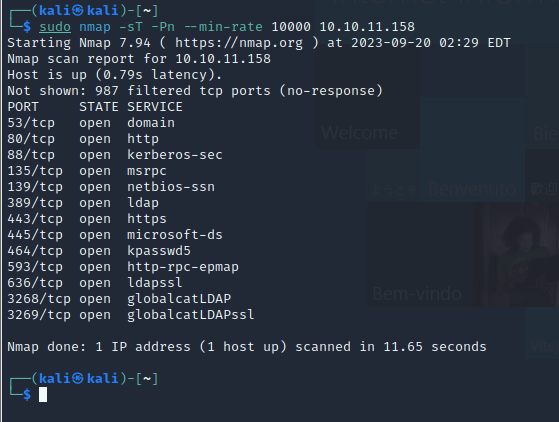 ┌──(kali㉿kali)-[~]
└─$ sudo nmap -sT -Pn --min-rate 10000 10.10.11.158
Starting Nmap 7.94 ( https://nmap.org ) at 2023-09-20 02:29 EDT
Nmap scan report for 10.10.11.158
Host is up (0.79s latency).
Not shown: 987 filtered tcp ports (no-response)
PORT     STATE SERVICE
53/tcp   open  domain
80/tcp   open  http
88/tcp   open  kerberos-sec
135/tcp  open  msrpc
139/tcp  open  netbios-ssn
389/tcp  open  ldap
443/tcp  open  https
445/tcp  open  microsoft-ds
464/tcp  open  kpasswd5
593/tcp  open  http-rpc-epmap
636/tcp  open  ldapssl
3268/tcp open  globalcatLDAP
3269/tcp open  globalcatLDAPssl
Nmap done: 1 IP address (1 host up) scanned in 11.65 seconds
┌──(kali㉿kali)-[~]
└─$
Welcome
Benvenuto
Bem-vindo